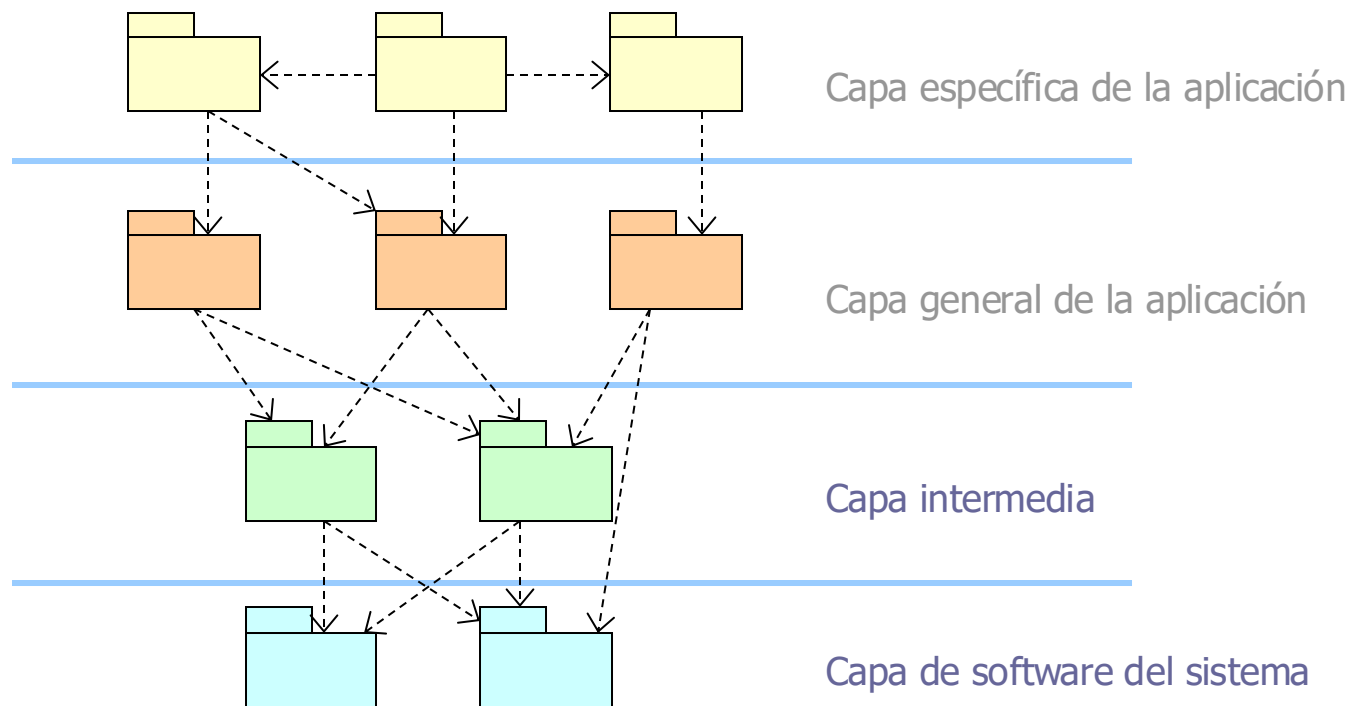 Capa específica de la aplicación
Capa general de la aplicación
Capa intermedia
Capa de software del sistema